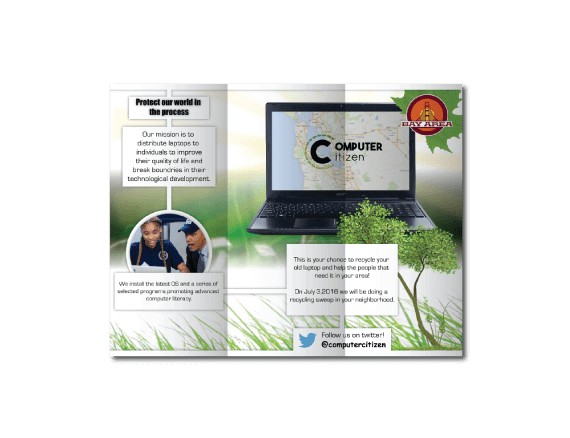 Protect our world in
the process
Our mission is to
distribute laptops to
individuals to improve
their quality of life and
break boundries in their
technological development.
We install the latest OS and a series of
selected programs promoting advanced
computer literacy.
COMPUTER
Citizen
BAY AREA
This is your chance to recycle your
old laptop and help the people that
need it in your area!
On July 3,2016 we will be doing a
recycling sweep in your neighborhood.
Follow us on twitter!
@computercitizen